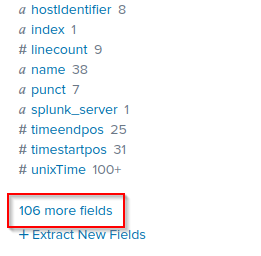 a hostIdentifier 8
a index 1
# linecount 9
a name 38
a punct 7
a splunk_server 1
# timeendpos 25
# timestartpos 31
# unixTime 100+
106 more fields
+ Extract New Fields